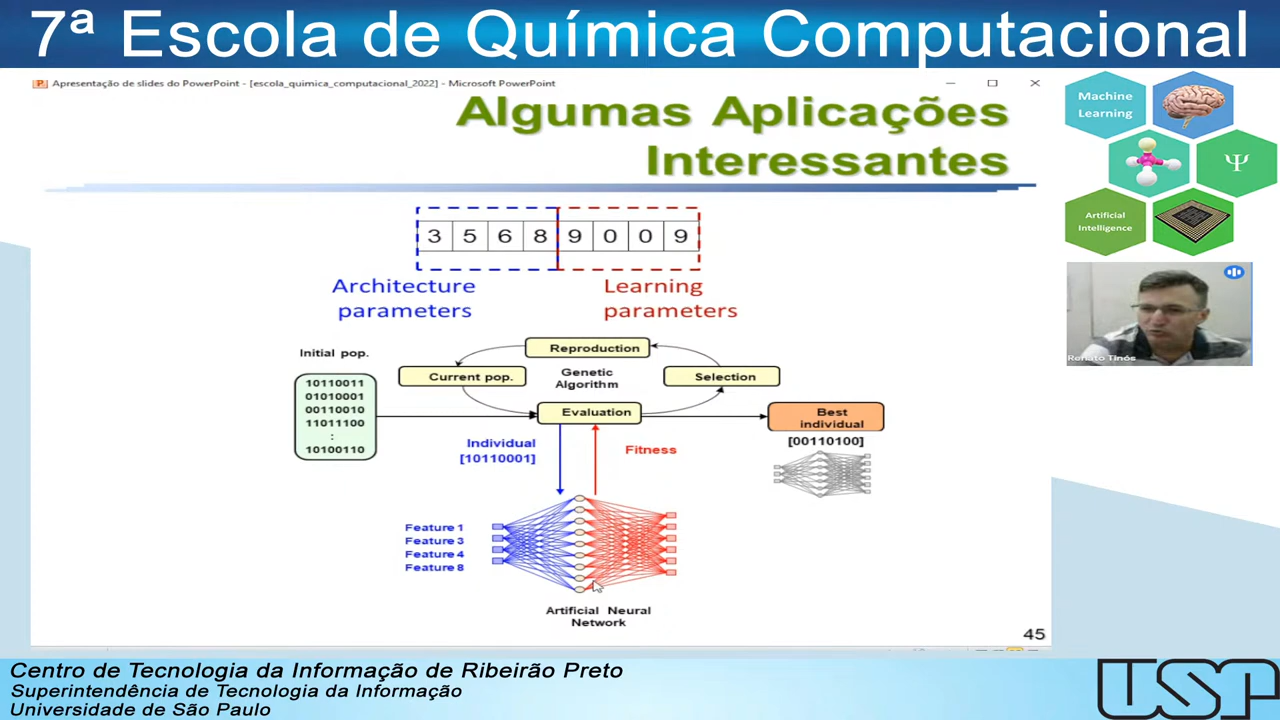 7ª Escola de Química Computacional
Apresentação de slides do PowerPoint - [escola_quimica_computacional_2022] - Microsoft PowerPoint
Algumas Aplicações
Interessantes
Machine
Learning
Ψ
Artificial
Intelligence
3 5 6 8 9 0 0 9
Architecture
parameters
Learning
parameters
Renato Tinós
Initial pop.
10110011
01010001
00110010
11011100
:
10100110
Reproduction
Current pop.
Genetic
Algorithm
Selection
Evaluation
Best
individual
[00110100]
Individual
[10110001]
Fitness
Feature 1
Feature 3
Feature 4
Feature 8
Artificial Neural
Network
45
Centro de Tecnologia da Informação de Ribeirão Preto
Superintendência de Tecnologia da Informação
Universidade de São Paulo
USP